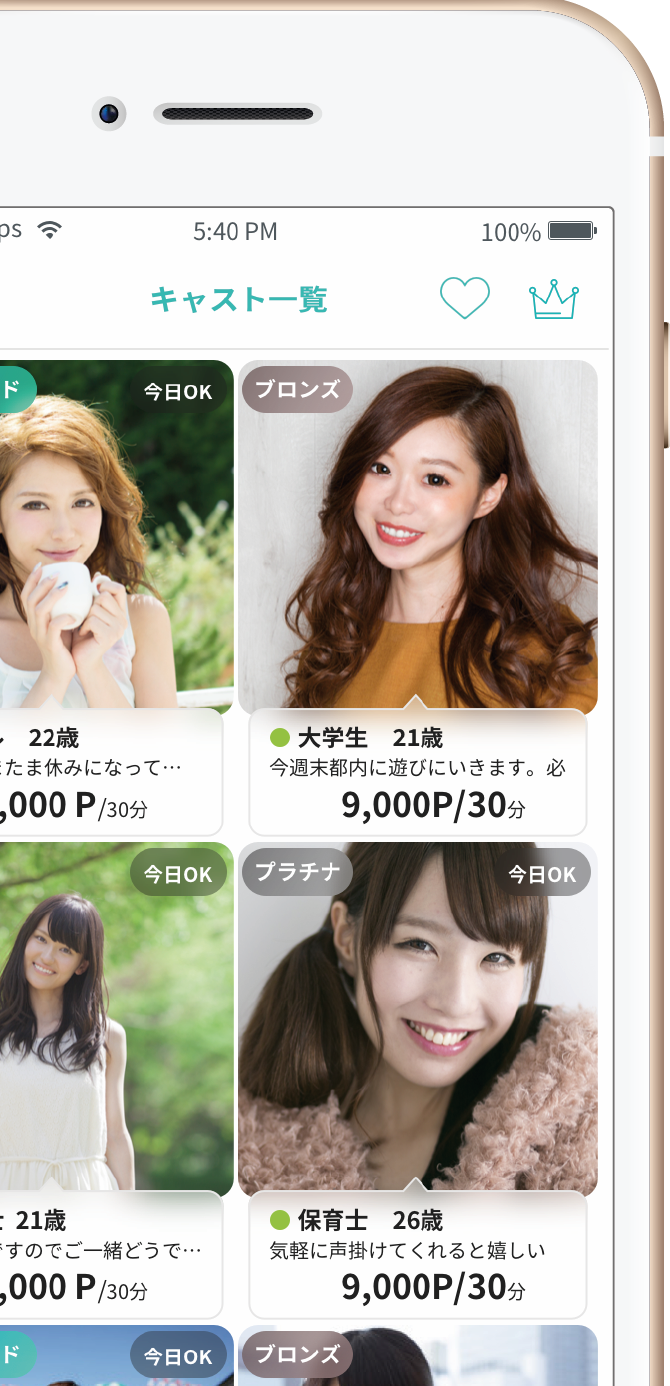 ps 5:40 PM 100%
キャスト一覧
ド 今日OK ブロンズ
22歳 大学生 21歳
たま休みになって… 今週末都内に遊びにいきます。必
,000 P/30分 9,000P/30分
今日OK プラチナ 今日OK
21歳 保育士 26歳
すのでご一緒どうで… 気軽に声掛けてくれると嬉しい
,000 P/30分 9,000P/30分
ド 今日OK ブロンズ